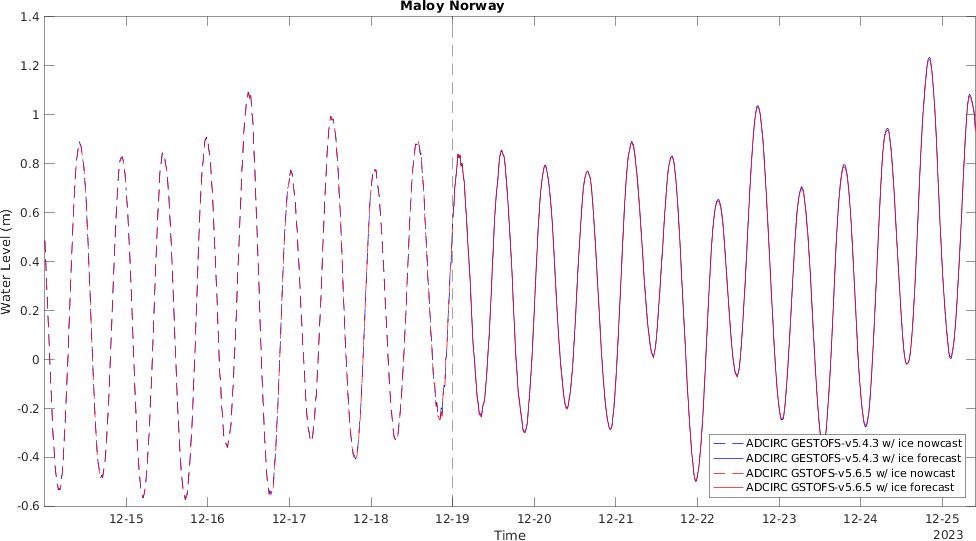 Maloy Norway
1.4
1.2
1
0.8
0.6
0.4
0.2
0
-0.2
-0.4
-0.6
Water Level (m)
ADCIRC GESTOFS-v5.4.3 w/ ice nowcast
ADCIRC GESTOFS-v5.4.3 w/ ice forecast
ADCIRC GSTOFS-v5.6.5 w/ ice nowcast
ADCIRC GSTOFS-v5.6.5 w/ ice forecast
12-15 12-16 12-17 12-18 12-19 12-20 12-21 12-22 12-23 12-24 12-25
Time 2023